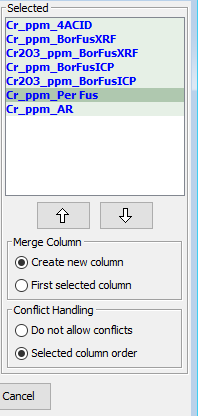 Selected
Cr_ppm_4ACID
Cr_ppm_BorFusXRF
Cr2O3_ppm_BorFusXRF
Cr_ppm_BorFusICP
Cr2O3_ppm_BorFusICP
Cr_ppm_Per Fus
Cr_ppm_AR
Merge Column
Create new column
First selected column
Conflict Handling
Do not allow conflicts
Selected column order
Cancel